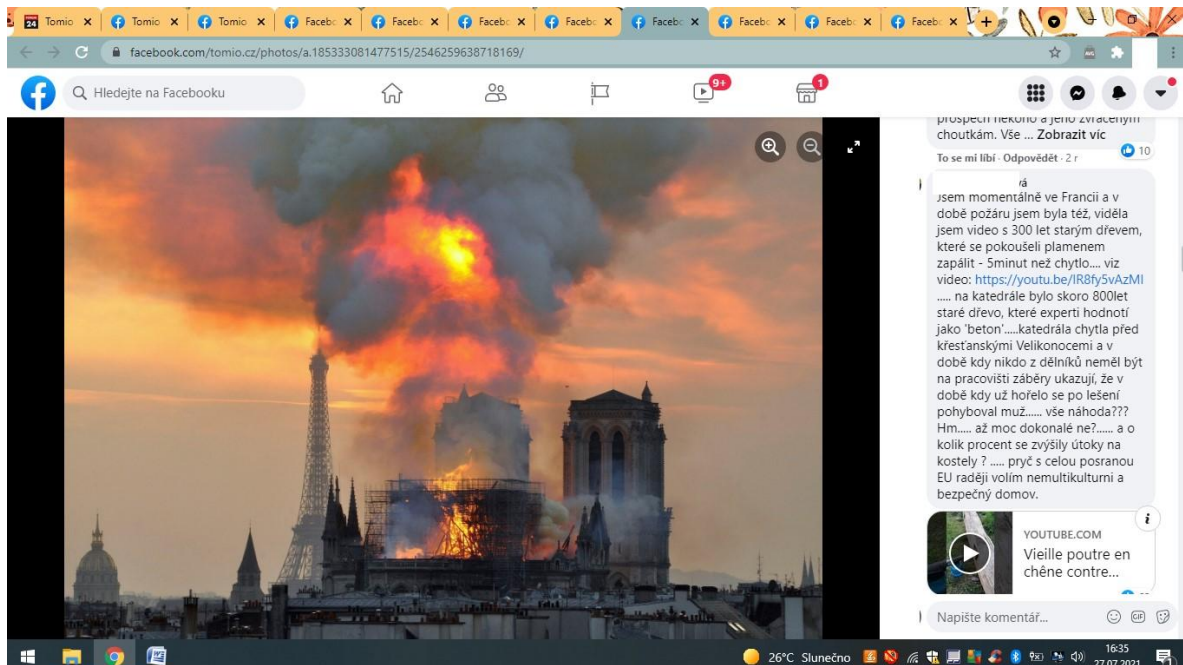 24 Tomio
Tomio
Tomio
Facebo
Facebo
Facebo
Facebo
Facebo
Facebo
Facebo
Facebo
facebook.com/tomio.cz/photos/a.185333081477515/2546259638718169/
Hledejte na Facebooku
9+
1
prospěch někoho a jeho zvráceným
choutkám. Vše ... Zobrazit víc
To se mi líbí · Odpovědět · 2 r
10
vá
Jsem momentálně ve Francii a v
době požáru jsem byla též, viděla
jsem video s 300 let starým dřevem,
které se pokoušeli plamenem
zapálit - 5minut než chytlo.... viz
video: https://youtu.be/lR8fy5vAzMI
..... na katedrále bylo skoro 800let
staré dřevo, které experti hodnotí
jako 'beton'.....katedrála chytla před
křesťanskými Velikonocemi a v
době kdy nikdo z dělníků neměl být
na pracovišti záběry ukazují, že v
době kdy už hořelo se po lešení
pohyboval muž...... vše náhoda???
Hm..... až moc dokonalé ne?...... a o
kolik procent se zvýšily útoky na
kostely ? ..... pryč s celou posranou
EU raději volím nemultikulturni a
bezpečný domov.
YOUTUBE.COM
Vieille poutre en
chêne contre...
Napište komentář...
GIF
26°C Slunečno
16:35
27.07.2021